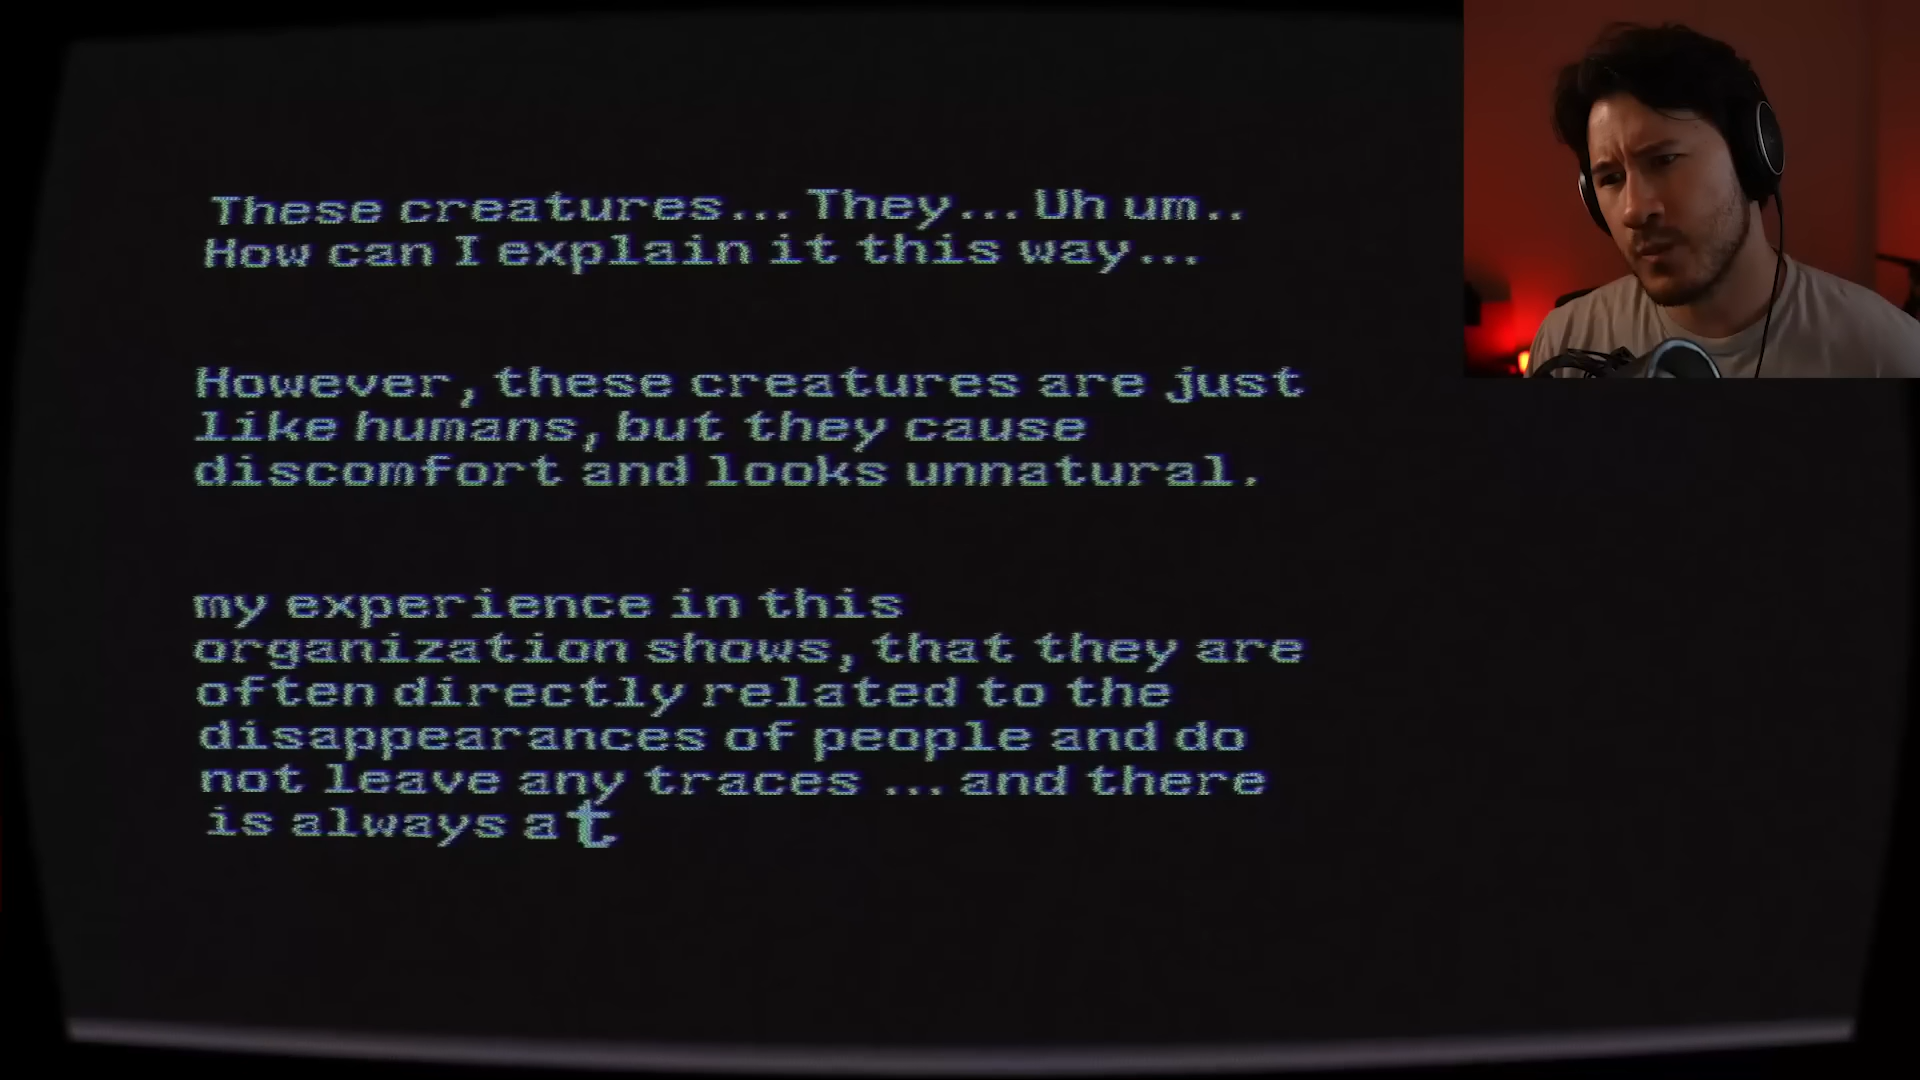 These creatures... They... Uh um..
How can I explain it this way...
However, these creatures are just
like humans, but they cause
discomfort and looks unnatural.
my experience in this
organization shows, that they are
often directly related to the
disappearances of people and do
not leave any traces ... and there
is always a t